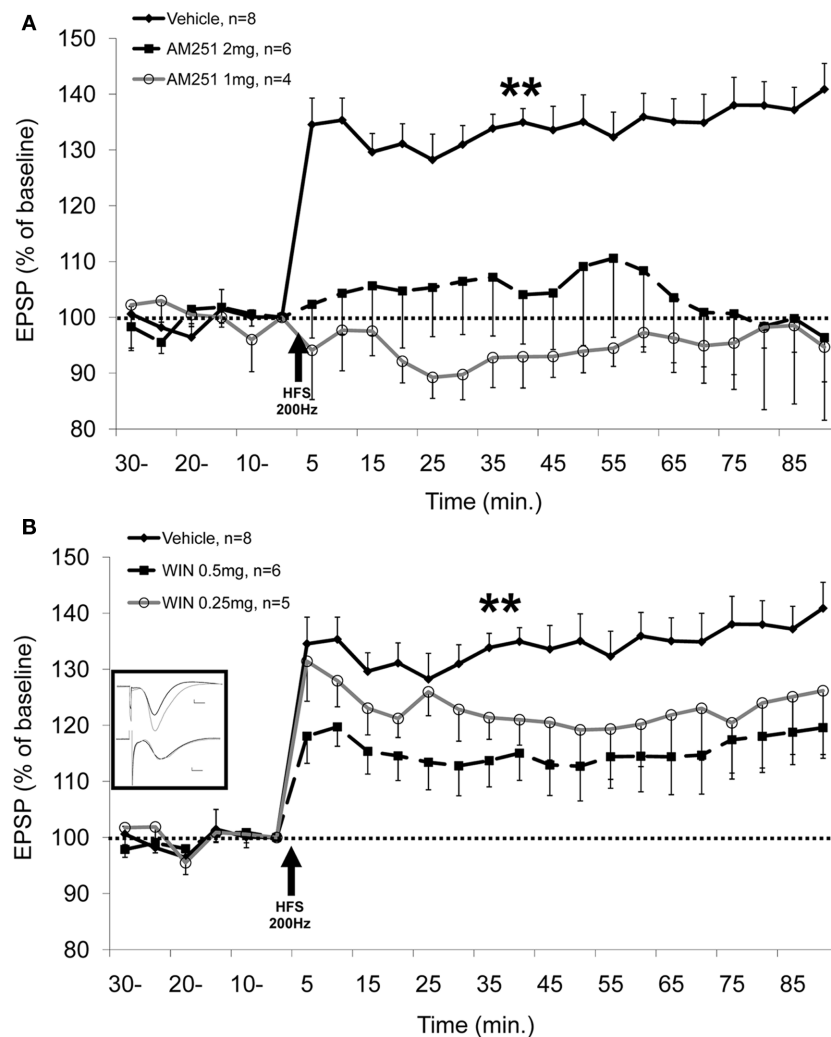 A
Vehicle, n=8
AM251 2mg, n=6
AM251 1mg, n=4
150
140
130
120
110
100
90
80
EPSP (% of baseline)
**
HFS
200Hz
30- 20- 10- 5 15 25 35 45 55 65 75 85
Time (min.)
B
Vehicle, n=8
WIN 0.5mg, n=6
WIN 0.25mg, n=5
150
140
130
120
110
100
90
80
EPSP (% of baseline)
**
HFS
200Hz
30- 20- 10- 5 15 25 35 45 55 65 75 85
Time (min.)